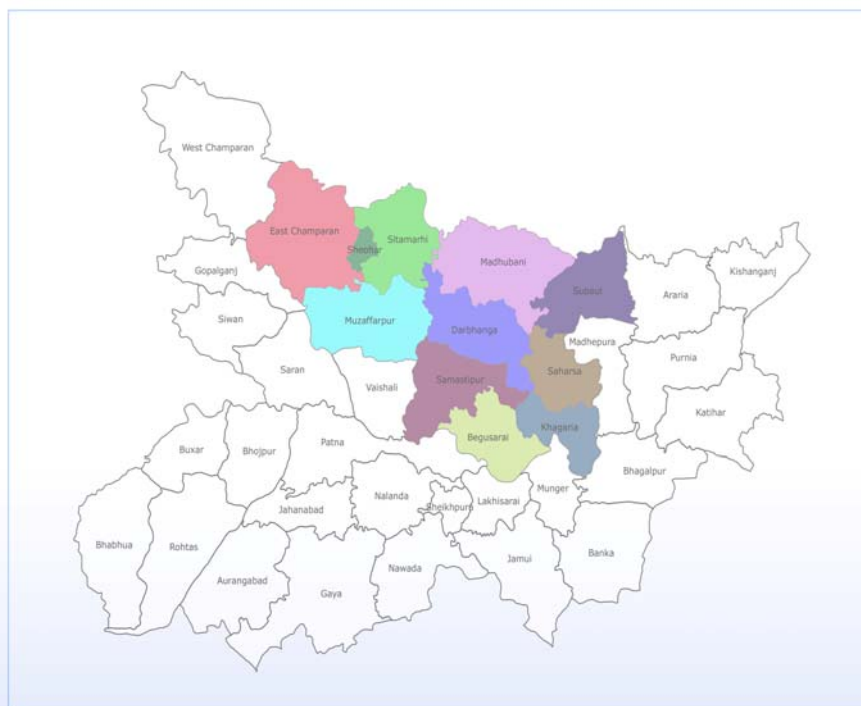 West Champaran
East Champaran
Sheohar
Sitamarhi
Madhubani
Supaul
Gopalganj
Araria
Kishanganj
Siwan
Muzaffarpur
Darbhanga
Madhepura
Purnia
Saran
Vaishali
Samastipur
Saharsa
Katihar
Khagaria
Begusarai
Buxar
Bhojpur
Patna
Bhagalpur
Jahanabad
Nalanda
Sheikhpura
Lakhisarai
Munger
Bhabhua
Rohtas
Aurangabad
Gaya
Nawada
Jamui
Banka